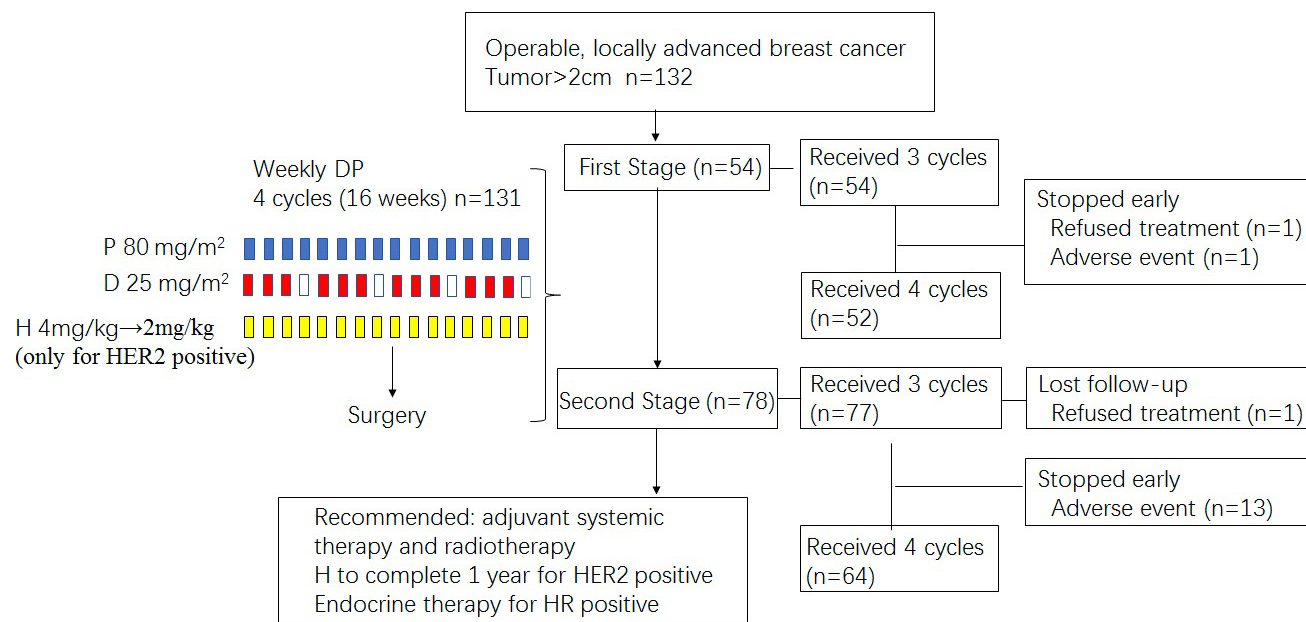 Operable, locally advanced breast cancer
Tumor>2cm  n=132
First Stage (n=54)
Received 3 cycles
(n=54)
Stopped early
Refused treatment (n=1)
Adverse event (n=1)
Received 4 cycles
(n=52)
Weekly DP
4 cycles (16 weeks) n=131
P 80 mg/m²
D 25 mg/m²
H 4mg/kg→2mg/kg
(only for HER2 positive)
Surgery
Second Stage (n=78)
Received 3 cycles
(n=77)
Lost follow-up
Refused treatment (n=1)
Stopped early
Adverse event (n=13)
Received 4 cycles
(n=64)
Recommended: adjuvant systemic
therapy and radiotherapy
H to complete 1 year for HER2 positive
Endocrine therapy for HR positive